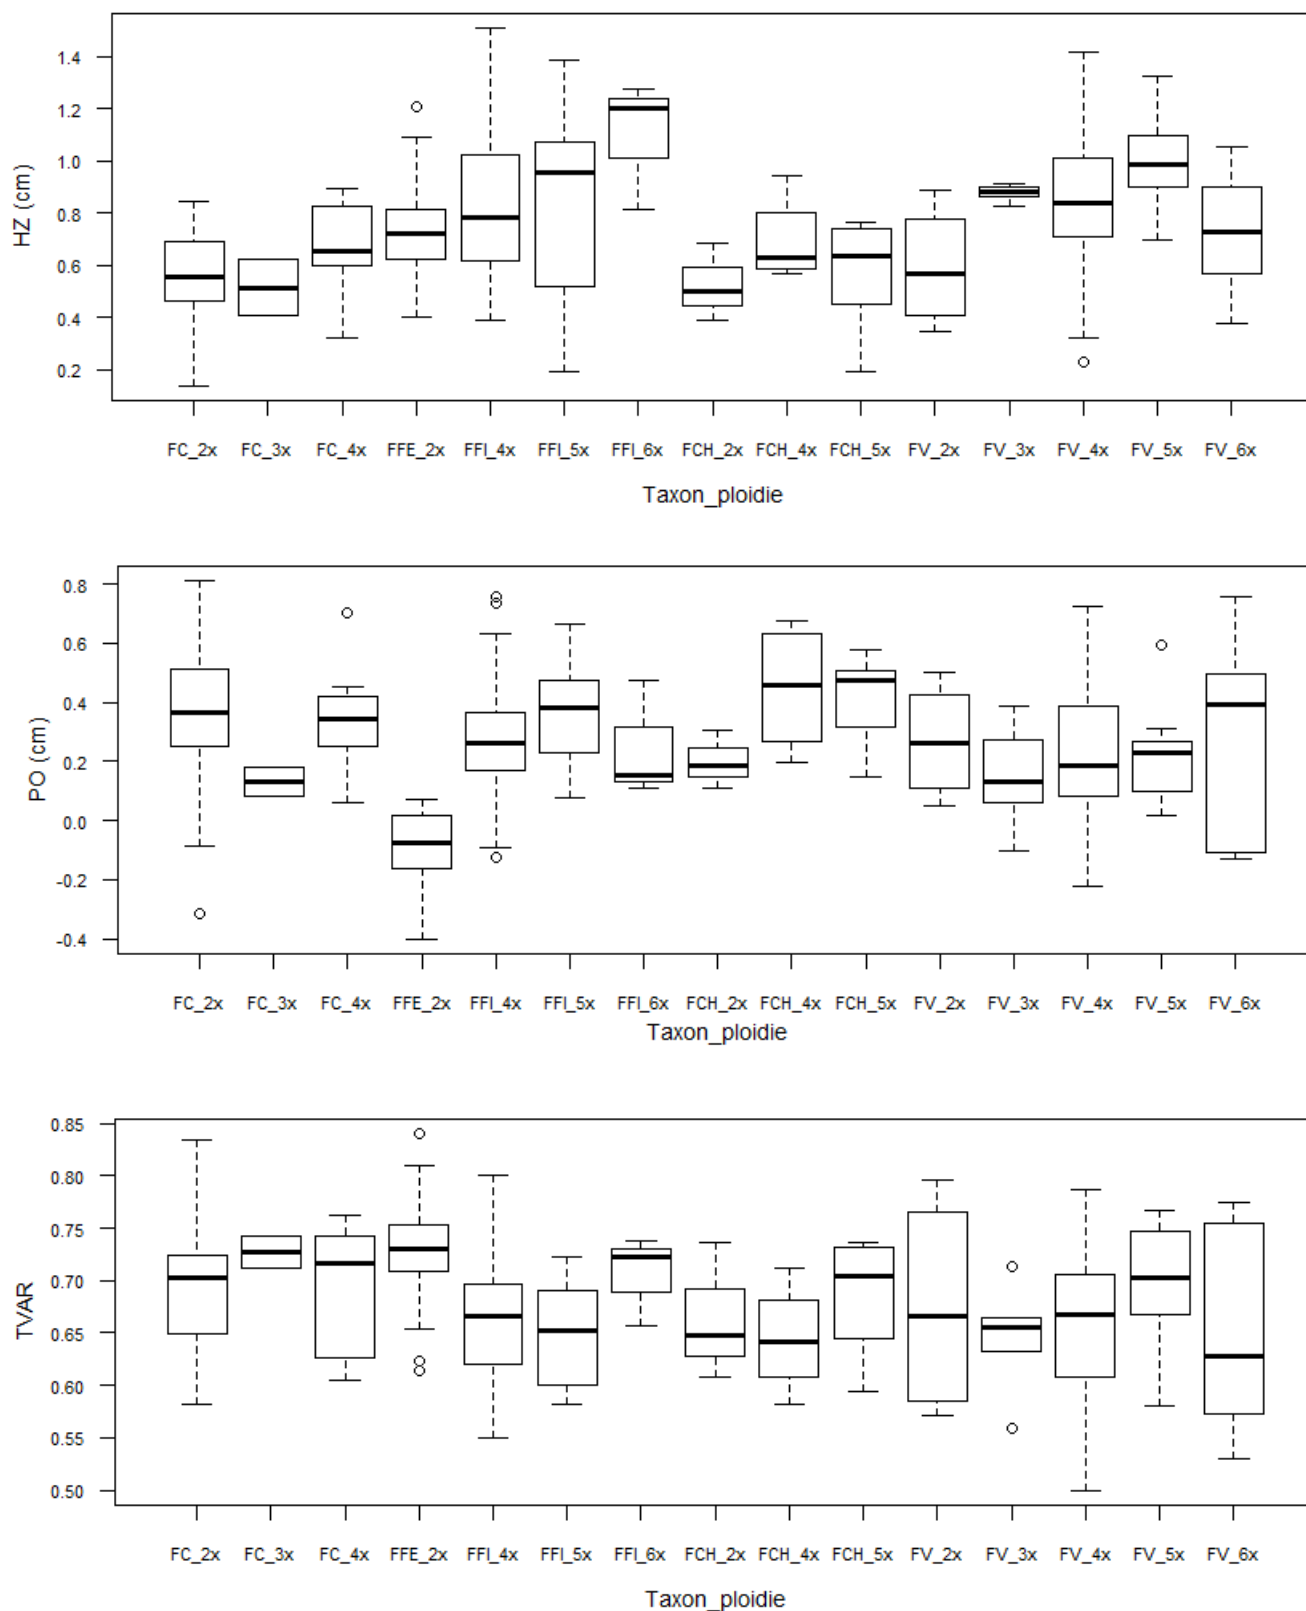 HZ (cm)
1.4
1.2
1.0
0.8
0.6
0.4
0.2
FC_2x FC_3x FC_4x FFE_2x FFI_4x FFI_5x FFI_6x FCH_2x FCH_4x FCH_5x FV_2x FV_3x FV_4x FV_5x FV_6x
Taxon_ploidie
PO (cm)
0.8
0.6
0.4
0.2
0.0
-0.2
-0.4
FC_2x FC_3x FC_4x FFE_2x FFI_4x FFI_5x FFI_6x FCH_2x FCH_4x FCH_5x FV_2x FV_3x FV_4x FV_5x FV_6x
Taxon_ploidie
TVAR
0.85
0.80
0.75
0.70
0.65
0.60
0.55
0.50
FC_2x FC_3x FC_4x FFE_2x FFI_4x FFI_5x FFI_6x FCH_2x FCH_4x FCH_5x FV_2x FV_3x FV_4x FV_5x FV_6x
Taxon_ploidie